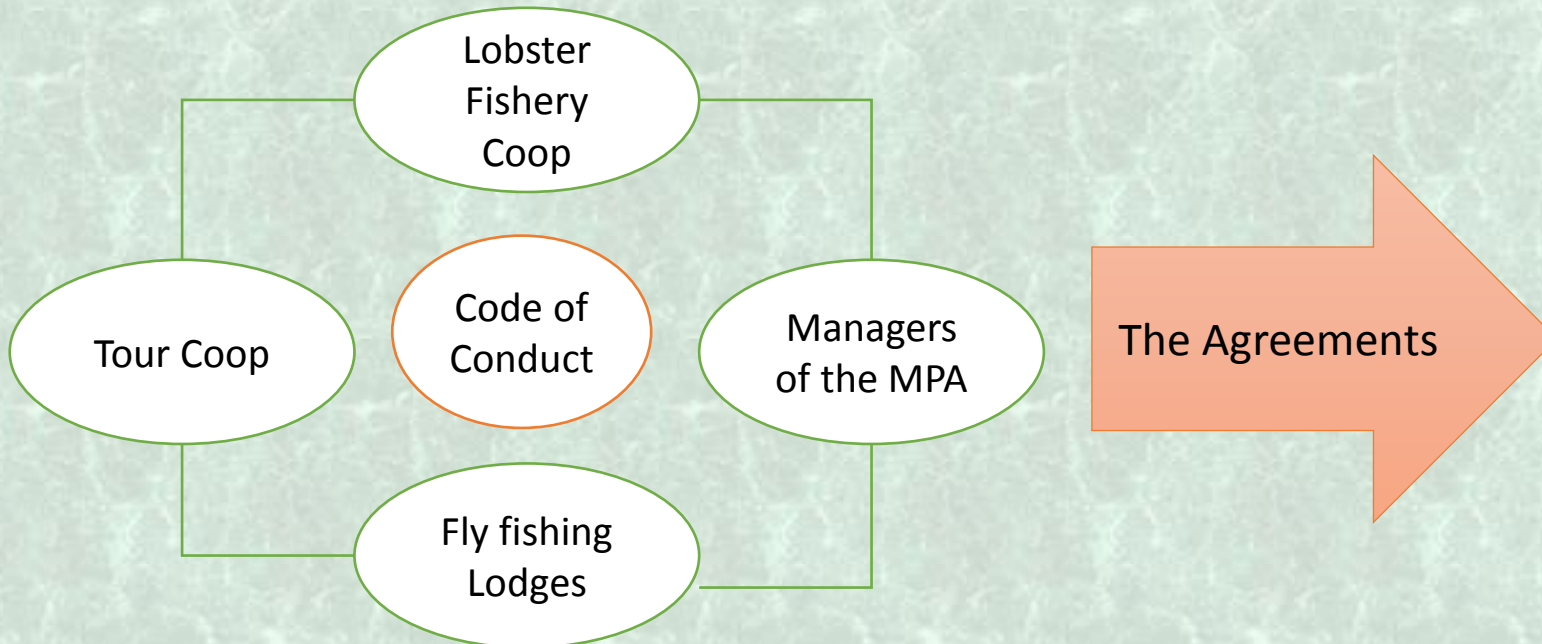 Lobster
Fishery
Coop
Tour Coop
Code of
Conduct
Managers
of the MPA
The Agreements
Fly fishing
Lodges